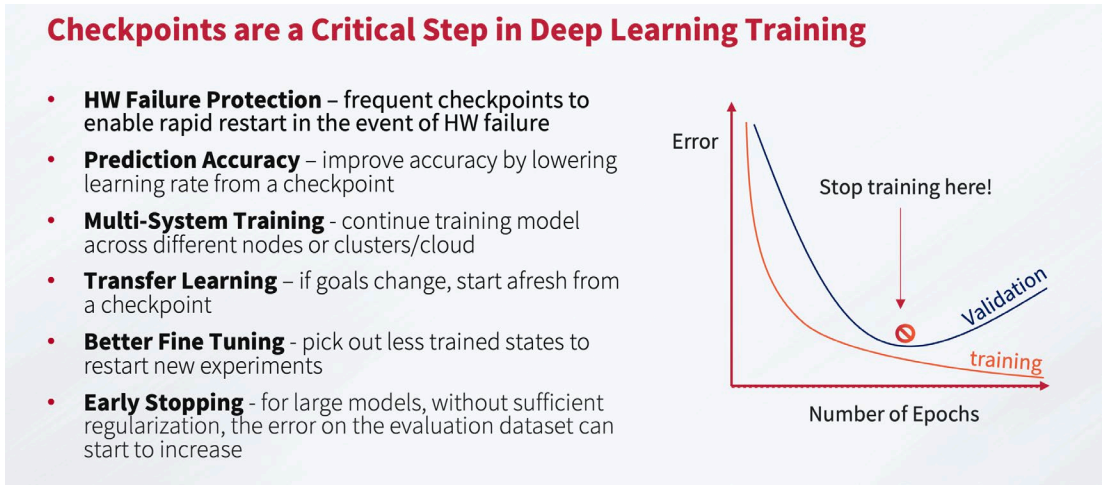 Checkpoints are a Critical Step in Deep Learning Training
• HW Failure Protection – frequent checkpoints to
enable rapid restart in the event of HW failure
• Prediction Accuracy – improve accuracy by lowering
learning rate from a checkpoint
• Multi-System Training - continue training model
across different nodes or clusters/cloud
• Transfer Learning – if goals change, start afresh from
a checkpoint
• Better Fine Tuning - pick out less trained states to
restart new experiments
• Early Stopping - for large models, without sufficient
regularization, the error on the evaluation dataset can
start to increase
Error
Stop training here!
Validation
training
Number of Epochs